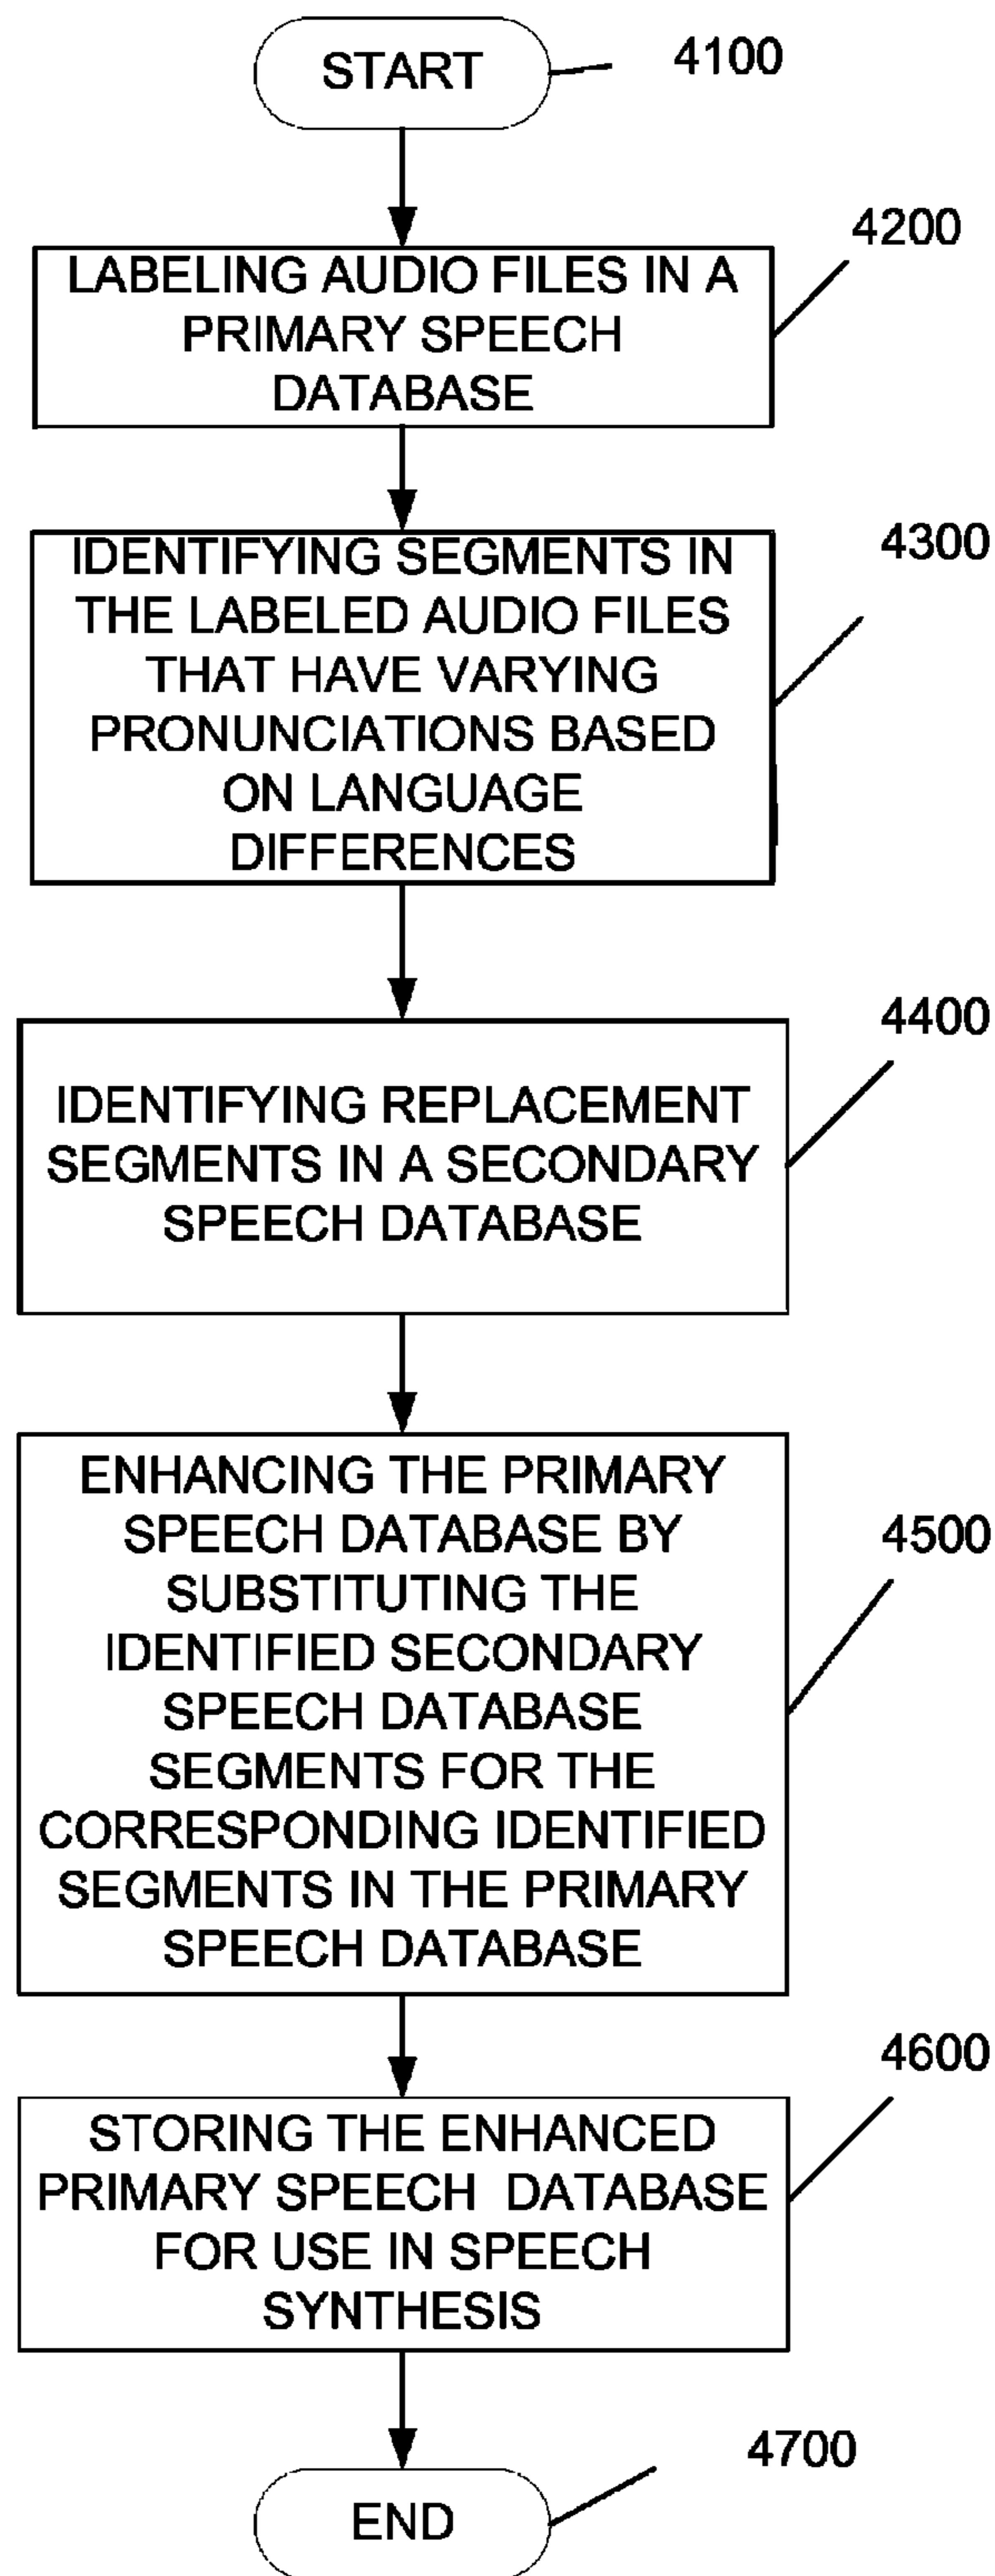 START
4100
4200
LABELING AUDIO FILES IN A
PRIMARY SPEECH
DATABASE
4300
IDENTIFYING SEGMENTS IN
THE LABELED AUDIO FILES
THAT HAVE VARYING
PRONUNCIATIONS BASED
ON LANGUAGE
DIFFERENCES
4400
IDENTIFYING REPLACEMENT
SEGMENTS IN A SECONDARY
SPEECH DATABASE
4500
ENHANCING THE PRIMARY
SPEECH DATABASE BY
SUBSTITUTING THE
IDENTIFIED SECONDARY
SPEECH DATABASE
SEGMENTS FOR THE
CORRESPONDING IDENTIFIED
SEGMENTS IN THE PRIMARY
SPEECH DATABASE
4600
STORING THE ENHANCED
PRIMARY SPEECH DATABASE
FOR USE IN SPEECH
SYNTHESIS
4700
END